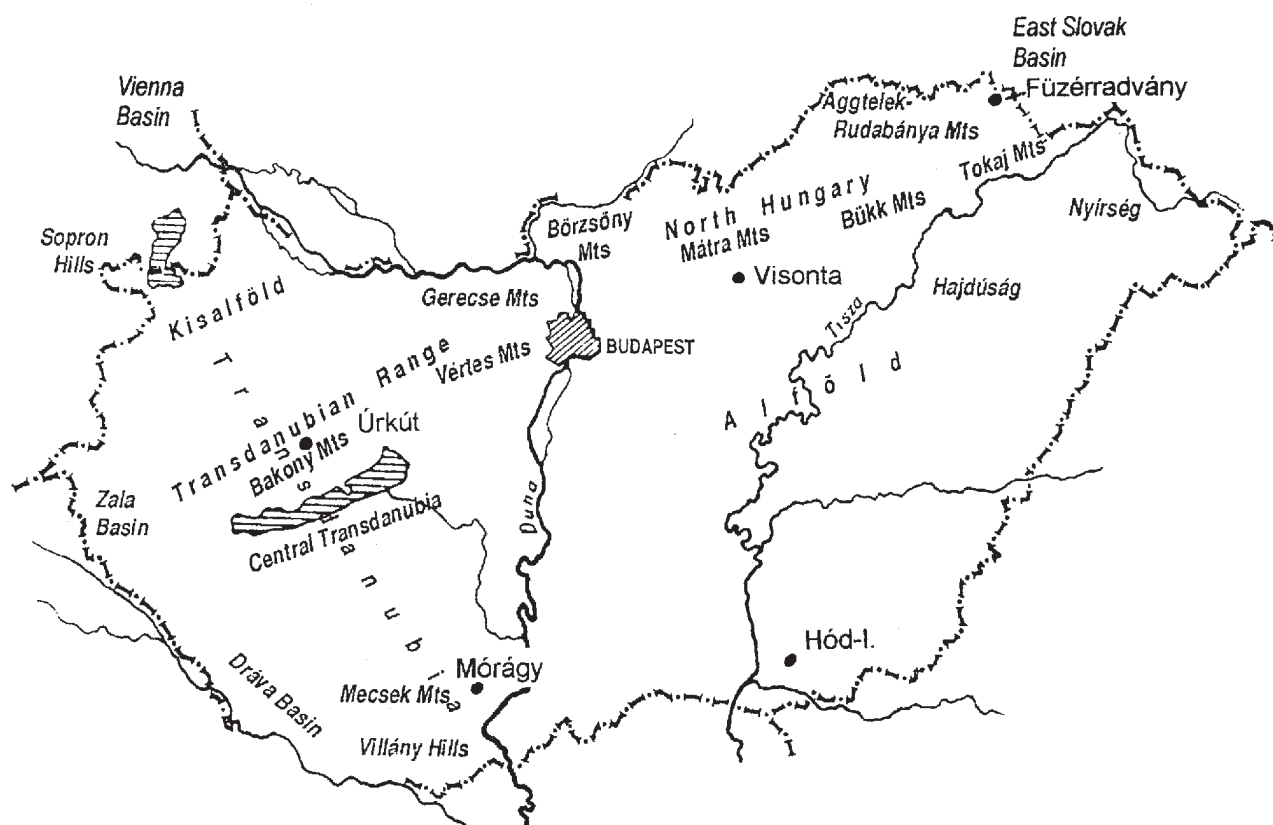 East Slovak
Basin
Vienna
Basin
Füzérradvány
Aggtelek-
Rudabánya Mts
Tokaj Mts
North Hungary
Bükk Mts
Nyírség
Börzsöny
Mts
Mátra Mts
Sopron
Hills
Visonta
Kisalföld
Gerecse Mts
Hajdúság
Tisza
BUDAPEST
Vértes Mts
Transdanubian Range
Alföld
Úrkút
Bakony Mts
Transdanubia
Zala
Basin
Duna
Central Transdanubia
Hód-I.
Mórágy
Dráva Basin
Mecsek Mts
Villány Hills